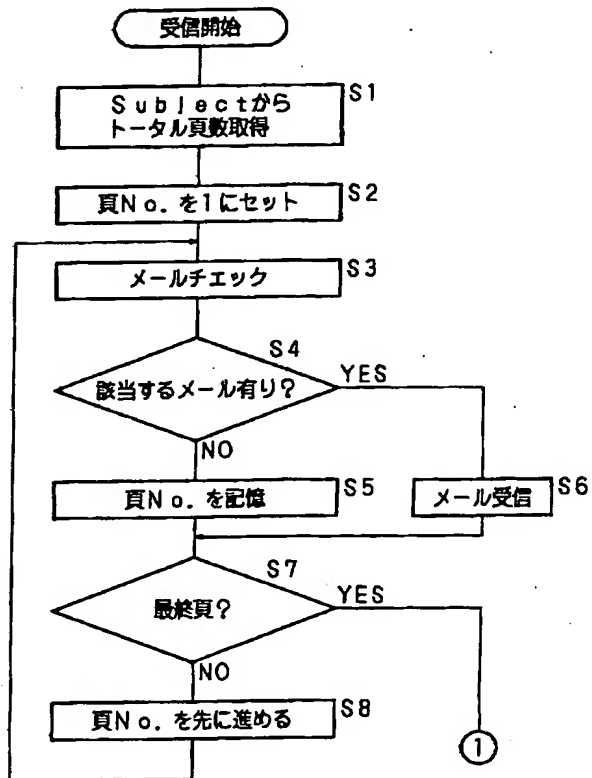 受信開始
Subjectから
トータル頁数取得
S1
頁No.を1にセット
S2
メールチェック
S3
S4
該当するメール有り?
YES
NO
頁No.を記憶
S5
メール受信
S6
S7
最終頁?
YES
NO
頁No.を先に進める
S8
1